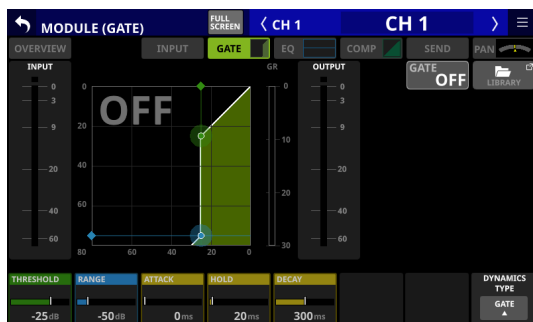 MODULE (GATE)
FULL
SCREEN
CH 1
CH 1
OVERVIEW
INPUT
GATE
EQ
COMP
SEND
PAN
INPUT
GR
OUTPUT
GATE
OFF
LIBRARY
OFF
0
3
9
20
40
60
0
20
40
60
80
60
40
20
0
0
10
20
30
0
3
9
20
40
60
THRESHOLD
RANGE
ATTACK
HOLD
DECAY
DYNAMICS
TYPE
GATE
-25dB
-50dB
0ms
20ms
300ms